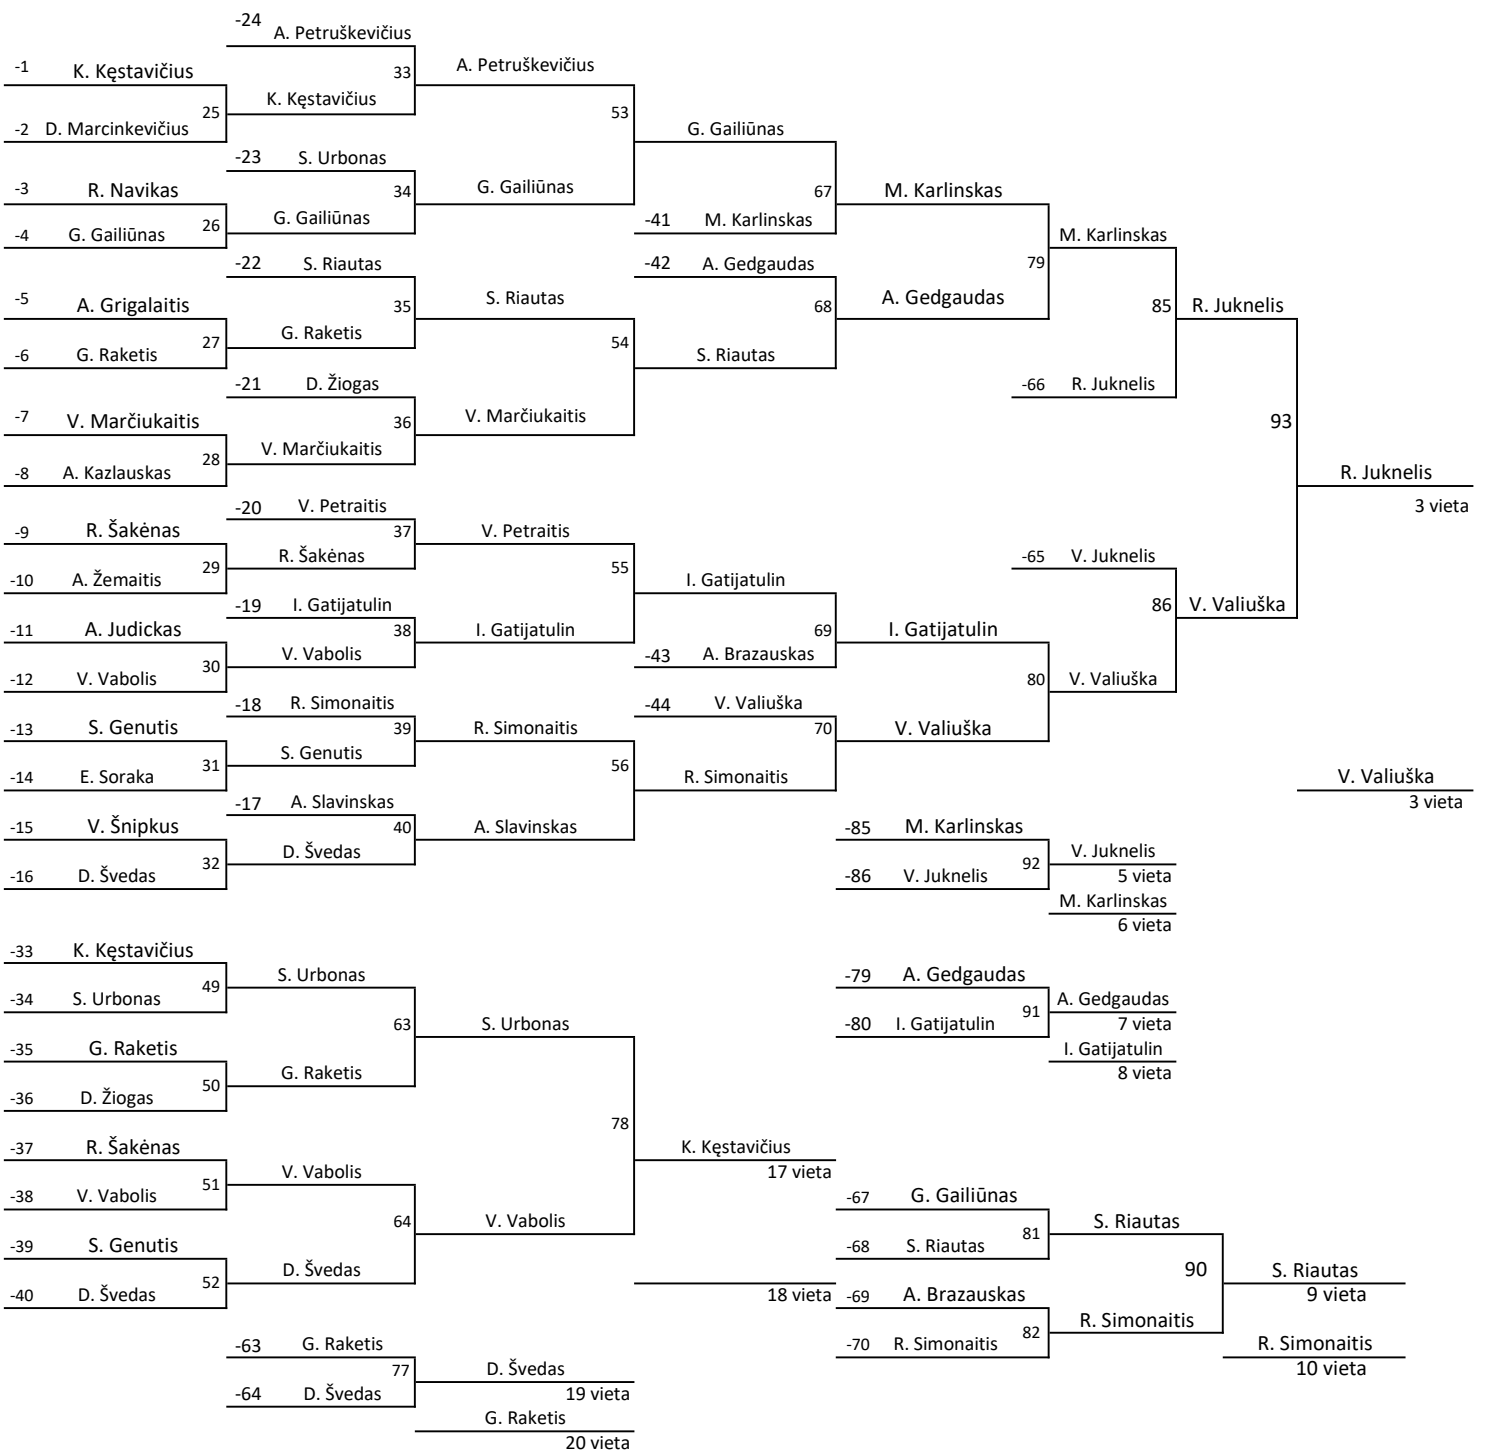 -24 A. Petruškevičius
-1 K. Kęstavičius 33 A. Petruškevičius
25 K. Kęstavičius 53
-2 D. Marcinkevičius G. Gailiūnas
-23 S. Urbonas
-3 R. Navikas 34 G. Gailiūnas 67 M. Karlinskas
26 G. Gailiūnas -41 M. Karlinskas
-4 G. Gailiūnas M. Karlinskas
-22 S. Riautas -42 A. Gedgaudas 79
-5 A. Grigalaitis 35 S. Riautas 68 A. Gedgaudas 85 R. Juknelis
27 G. Raketis 54
-6 G. Raketis S. Riautas
-21 D. Žiogas -66 R. Juknelis
-7 V. Marčiukaitis 36 V. Marčiukaitis 93
28 V. Marčiukaitis
-8 A. Kazlauskas R. Juknelis
3 vieta
-20 V. Petraitis
-9 R. Šakėnas 37 V. Petraitis
29 R. Šakėnas 55 -65 V. Juknelis
-10 A. Žemaitis I. Gatijatulin
-19 I. Gatijatulin 86 V. Valiuška
-11 A. Judickas 38 I. Gatijatulin 69 I. Gatijatulin
30 V. Vabolis -43 A. Brazauskas
-12 V. Vabolis 80 V. Valiuška
-18 R. Simonaitis -44 V. Valiuška
-13 S. Genutis 39 R. Simonaitis 70 V. Valiuška
31 S. Genutis 56
-14 E. Soraka R. Simonaitis V. Valiuška
3 vieta
-17 A. Slavinskas
-15 V. Šnipkus 40 A. Slavinskas -85 M. Karlinskas
32 D. Švedas 92 V. Juknelis
-16 D. Švedas -86 V. Juknelis 5 vieta
M. Karlinskas
6 vieta
-33 K. Kęstavičius
49 S. Urbonas -79 A. Gedgaudas
-34 S. Urbonas 91 A. Gedgaudas
63 S. Urbonas -80 I. Gatijatulin 7 vieta
-35 G. Raketis I. Gatijatulin
50 G. Raketis 8 vieta
-36 D. Žiogas
78
-37 R. Šakėnas K. Kęstavičius
51 V. Vabolis 17 vieta
-38 V. Vabolis -67 G. Gailiūnas
64 V. Vabolis 81 S. Riautas
-39 S. Genutis -68 S. Riautas
52 D. Švedas 90 S. Riautas
-40 D. Švedas 18 vieta -69 A. Brazauskas 9 vieta
82 R. Simonaitis
-63 G. Raketis -70 R. Simonaitis R. Simonaitis
77 D. Švedas 10 vieta
-64 D. Švedas 19 vieta
G. Raketis
20 vieta